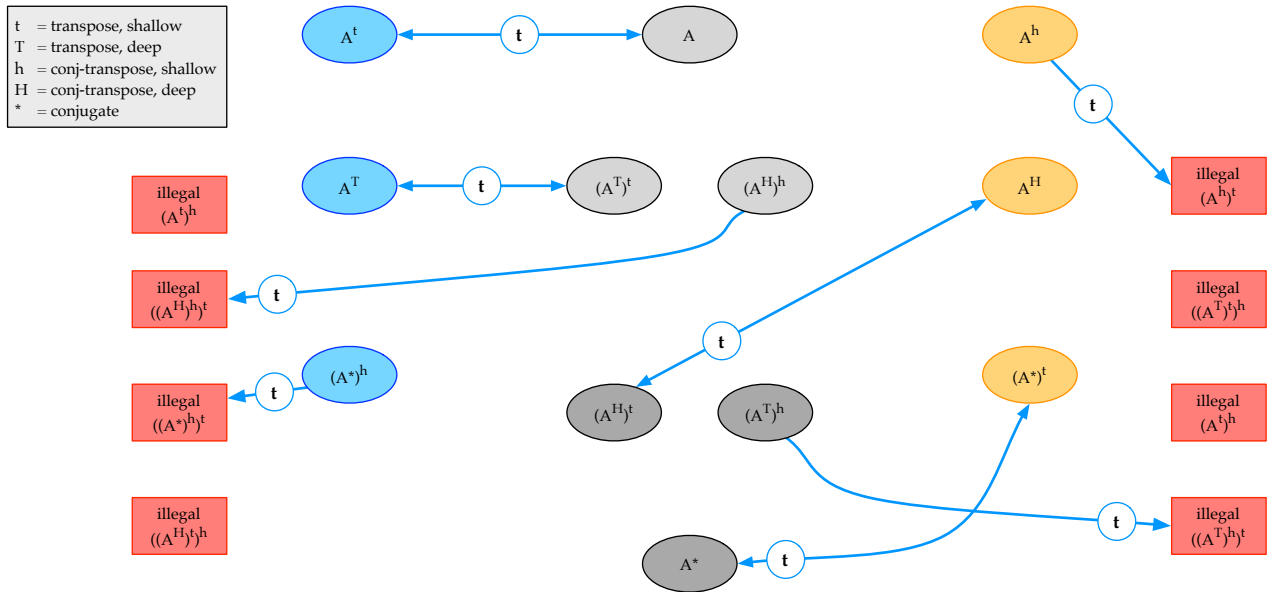 t = transpose, shallow
T = transpose, deep
h = conj-transpose, shallow
H = conj-transpose, deep
* = conjugate
A^t
t
A
A^h
t
A^T
t
(A^T)^t
(A^H)^h
A^H
illegal
(A^t)^h
illegal
(A^h)^t
illegal
((A^H)^h)^t
t
illegal
((A^T)^t)^h
t
(A*)^h
(A*)^t
illegal
((A*)^h)^t
t
(A^H)^t
(A^T)^h
illegal
(A^t)^h
illegal
((A^H)^t)^h
t
illegal
((A^T)^h)^t
A*
t